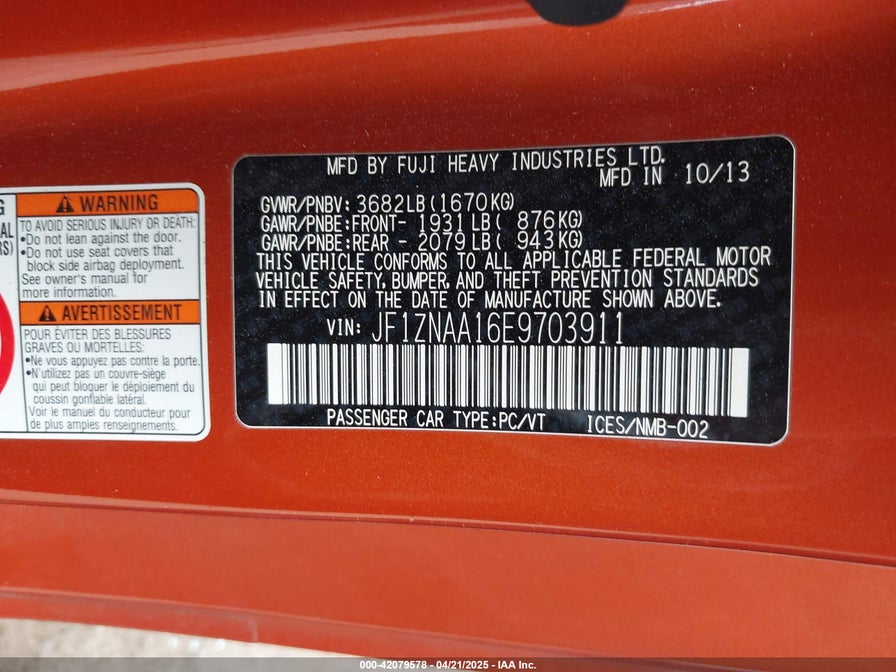 G
AL
RS)
WARNING
TO AVOID SERIOUS INJURY OR DEATH:
•Do not lean against the door.
•Do not use seat covers that
block side airbag deployment.
See owner's manual for
more information.
AVERTISSEMENT
POUR ÉVITER DES BLESSURES
GRAVES OU MORTELLES:
•Ne vous appuyez pas contre la porte.
•N'utilizez pas un couvre-siège
qui peut bloquer le déploiement du
coussin gonflable latéral.
Voir le manuel du conducteur pour
de plus amples renseignements.
MFD BY FUJI HEAVY INDUSTRIES LTD.
MFD IN 10/13
GVWR/PNBV: 3682LB(1670KG)
GAWR/PNBE:FRONT- 1931LB( 876KG)
GAWR/PNBE:REAR - 2079LB( 943KG)
THIS VEHICLE CONFORMS TO ALL APPLICABLE FEDERAL MOTOR
VEHICLE SAFETY, BUMPER, AND THEFT PREVENTION STANDARDS
IN EFFECT ON THE DATE OF MANUFACTURE SHOWN ABOVE.
VIN: JF1ZNAA16E9703911
PASSENGER CAR TYPE:PC/VT ICES/NMB-002
000-42079578 - 04/21/2025 - IAA Inc.